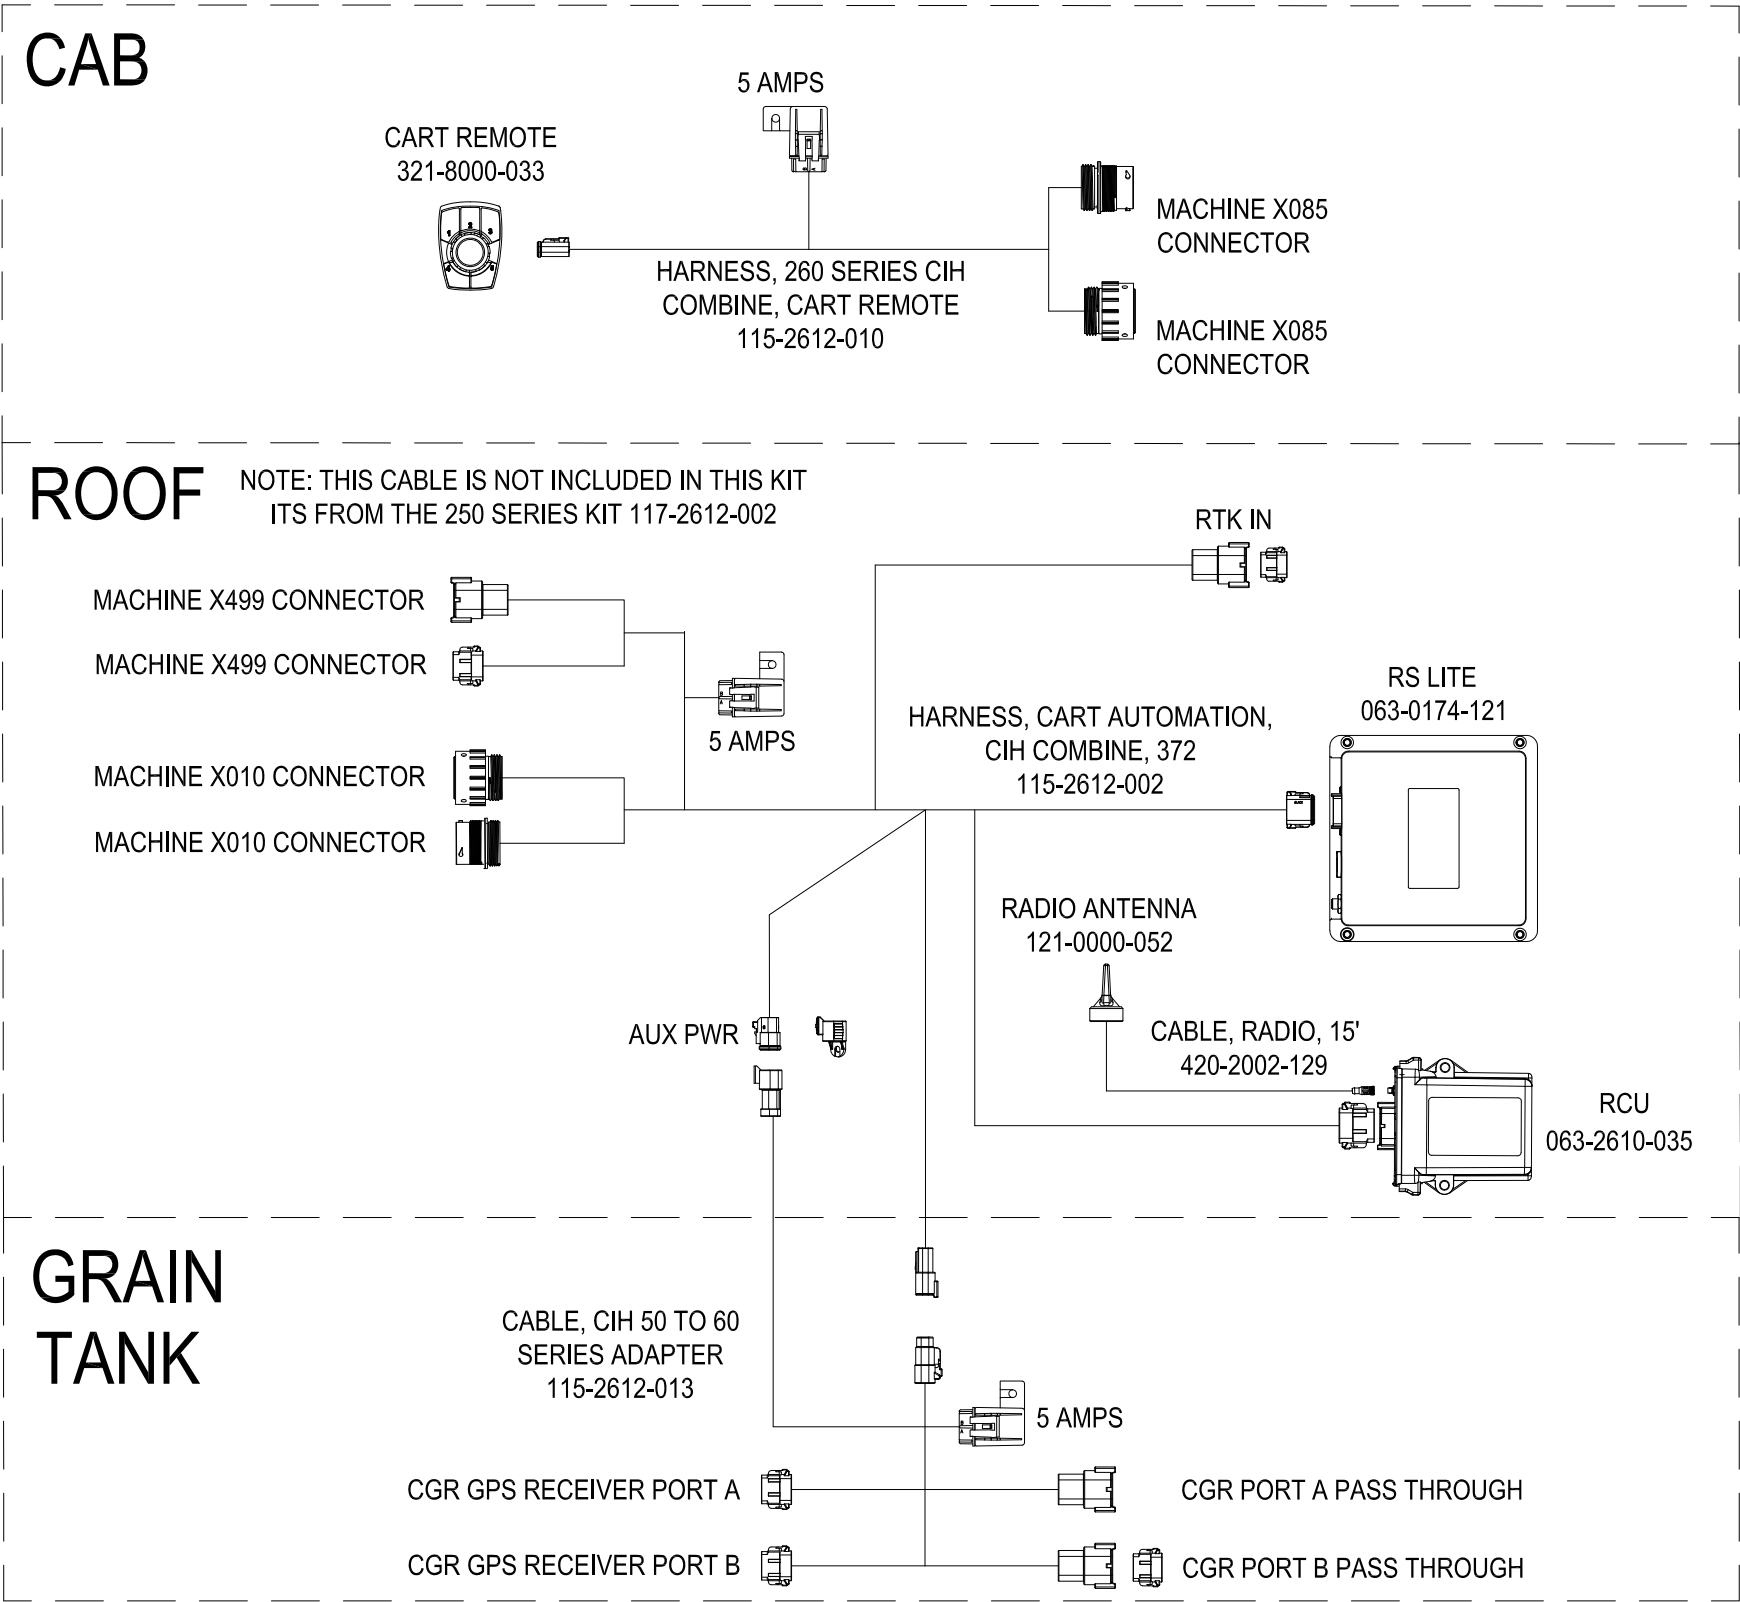 CAB
5 AMPS
CART REMOTE
321-8000-033
1 2 3
MACHINE X085
CONNECTOR
HARNESS, 260 SERIES CIH
COMBINE, CART REMOTE
115-2612-010
MACHINE X085
CONNECTOR
ROOF
NOTE: THIS CABLE IS NOT INCLUDED IN THIS KIT
ITS FROM THE 250 SERIES KIT 117-2612-002
RTK IN
MACHINE X499 CONNECTOR
MACHINE X499 CONNECTOR
5 AMPS
RS LITE
063-0174-121
HARNESS, CART AUTOMATION,
CIH COMBINE, 372
115-2612-002
MACHINE X010 CONNECTOR
MACHINE X010 CONNECTOR
RADIO ANTENNA
121-0000-052
AUX PWR
CABLE, RADIO, 15'
420-2002-129
RCU
063-2610-035
GRAIN
TANK
CABLE, CIH 50 TO 60
SERIES ADAPTER
115-2612-013
5 AMPS
CGR GPS RECEIVER PORT A
CGR PORT A PASS THROUGH
CGR GPS RECEIVER PORT B
CGR PORT B PASS THROUGH